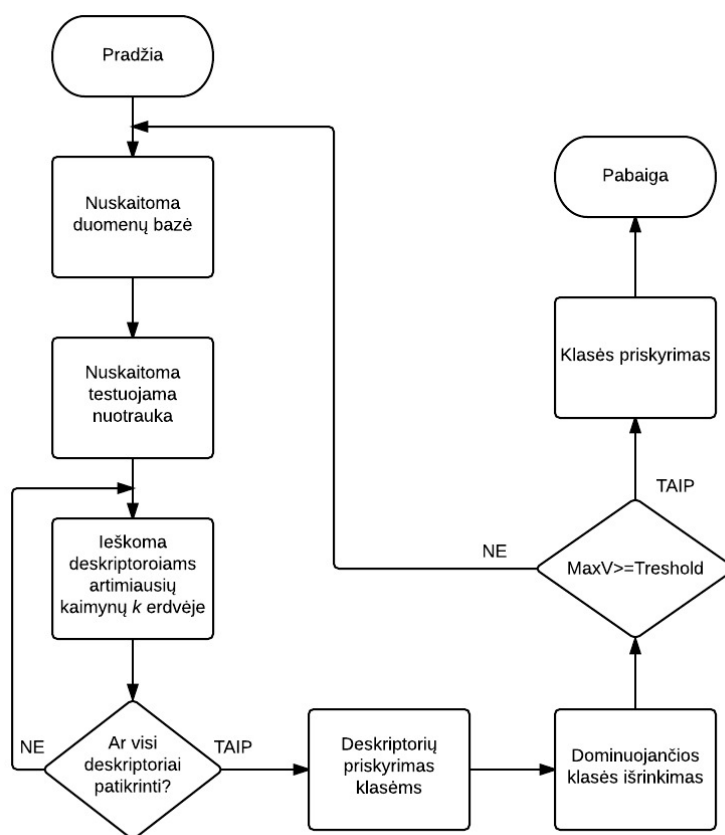 Pradžia
Nuskaitoma
duomenų bazė
Nuskaitoma
testuojama
nuotrauka
Ieškoma
deskriptoroiams
artimiausių
kaimynų k erdvėje
Ar visi
deskriptoriai
patikrinti?
NE
TAIP
Deskriptorių
priskyrimas
klasėms
Dominuojančios
klasės išrinkimas
MaxV>=Treshold
NE
TAIP
Klasės priskyrimas
Pabaiga